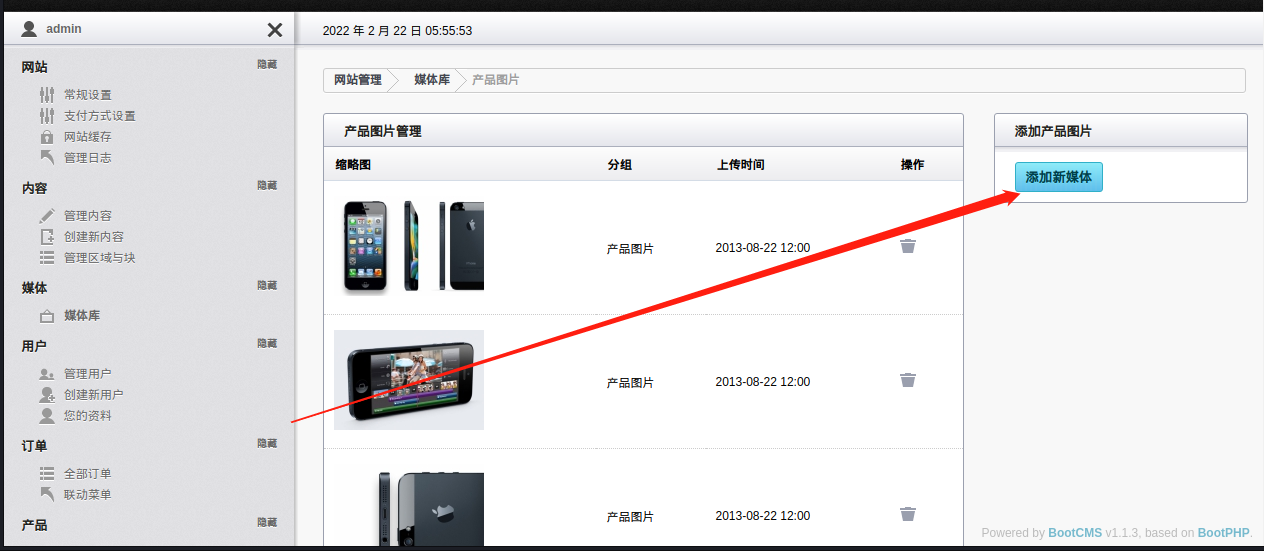 admin
2022 年 2 月 22 日 05:55:53
网站 隐藏
常规设置
支付方式设置
网站缓存
管理日志
内容 隐藏
管理内容
创建新内容
管理区域与块
媒体 隐藏
媒体库
用户 隐藏
管理用户
创建新用户
您的资料
订单 隐藏
全部订单
联动菜单
产品 隐藏
网站管理 媒体库 产品图片
产品图片管理
缩略图 分组 上传时间 操作
产品图片 2013-08-22 12:00
产品图片 2013-08-22 12:00
产品图片 2013-08-22 12:00
添加产品图片
添加新媒体
Powered by BootCMS v1.1.3, based on BootPHP.